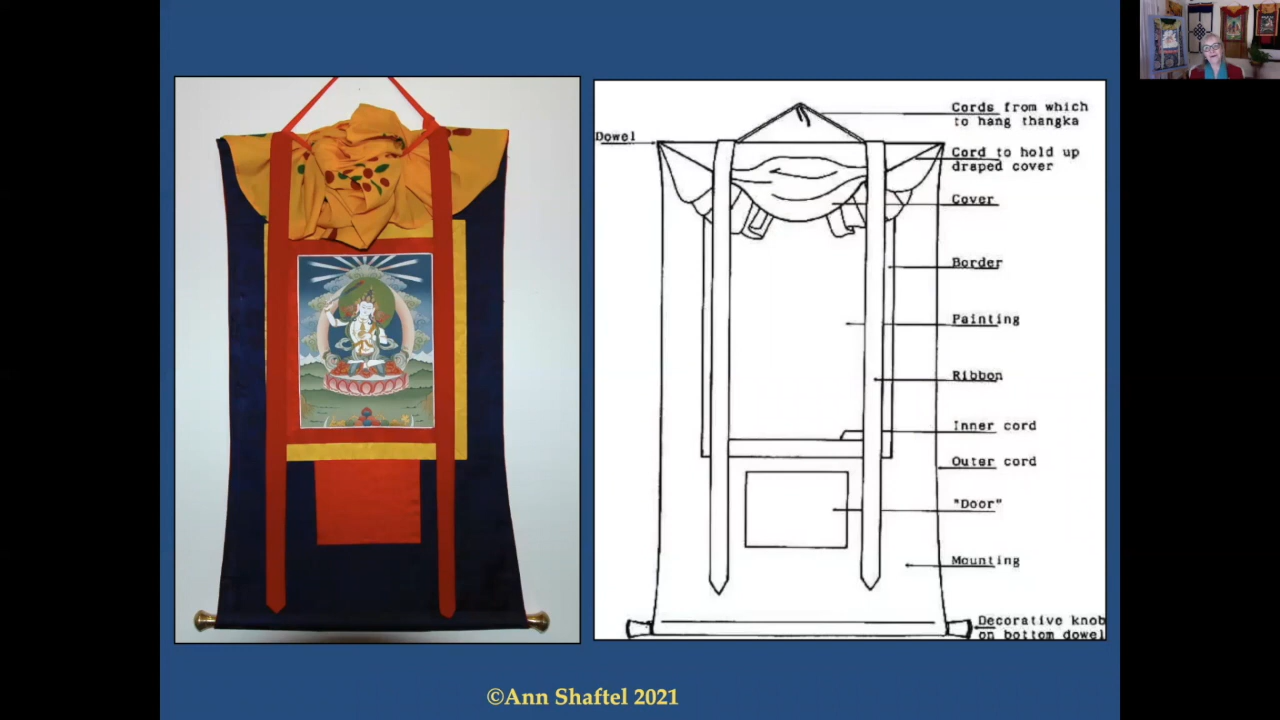 Cords from which
to hang thangka
Dowel
Cord to hold up
draped cover
Cover
Border
Painting
Ribbon
Inner cord
Outer cord
"Door"
Mounting
Decorative knob
on bottom dowel
©Ann Shaftel 2021